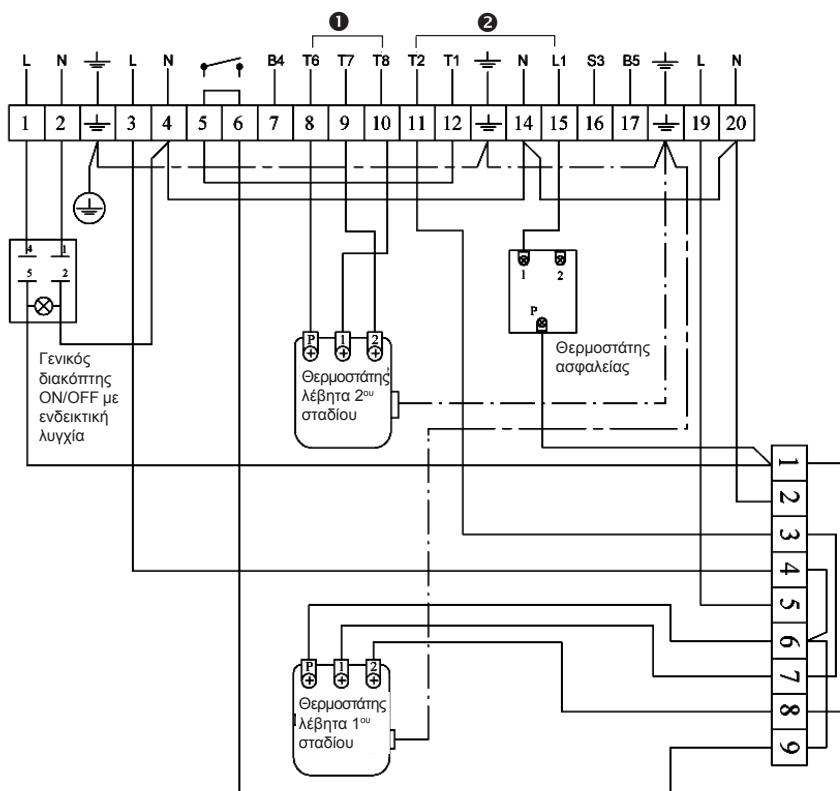 ❶ ❷
L N L N B4 T6 T7 T8 T2 T1 N L1 S3 B5 L N
1 2 3 4 5 6 7 8 9 10 11 12 14 15 16 17 19 20
4 1
5 2
1 2
P
Θερμοστάτης
ασφαλείας
Γενικός
διακόπτης
ON/OFF με
ενδεικτική
λυγχία
P 1 2
Θερμοστάτης
λέβητα 2ου
σταδίου
1
2
3
4
5
6
7
8
9
P 1 2
Θερμοστάτης
λέβητα 1ου
σταδίου